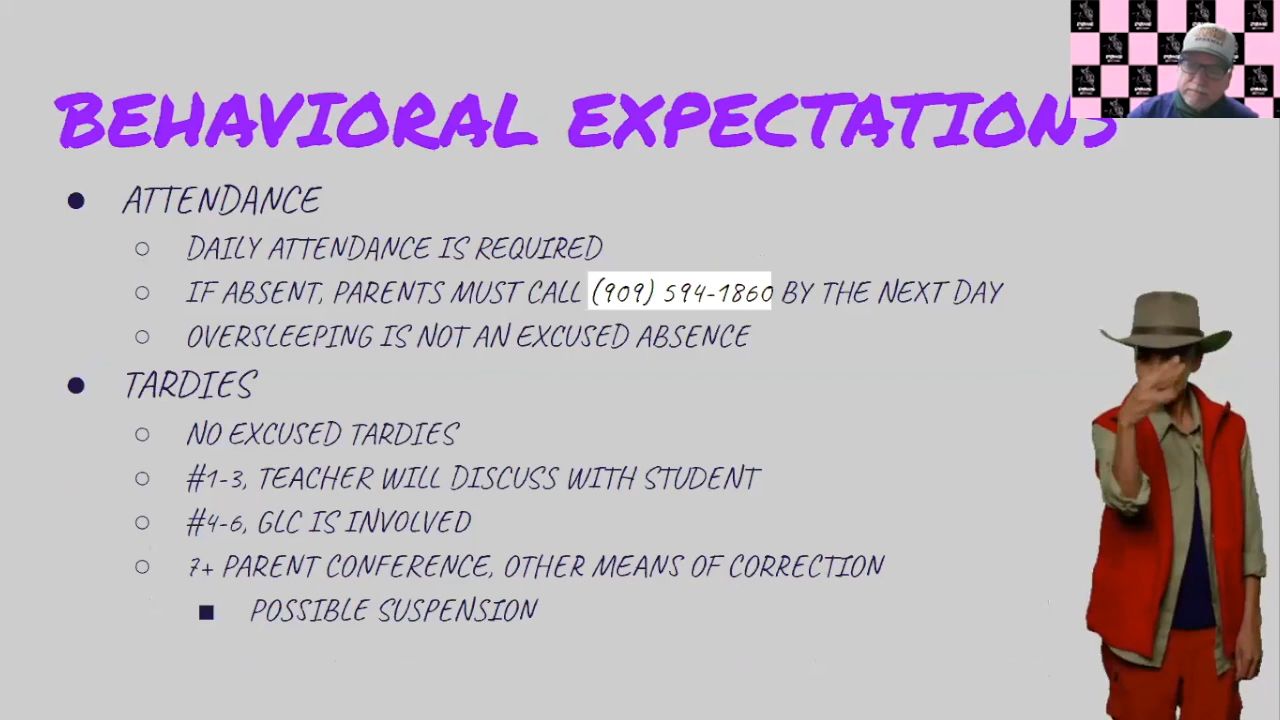 BEHAVIORAL EXPECTATIONS
ATTENDANCE
DAILY ATTENDANCE IS REQUIRED
IF ABSENT, PARENTS MUST CALL (909) 594-1860 BY THE NEXT DAY
OVERSLEEPING IS NOT AN EXCUSED ABSENCE
TARDIES
NO EXCUSED TARDIES
#1-3, TEACHER WILL DISCUSS WITH STUDENT
#4-6, GLC IS INVOLVED
7+ PARENT CONFERENCE, OTHER MEANS OF CORRECTION
POSSIBLE SUSPENSION